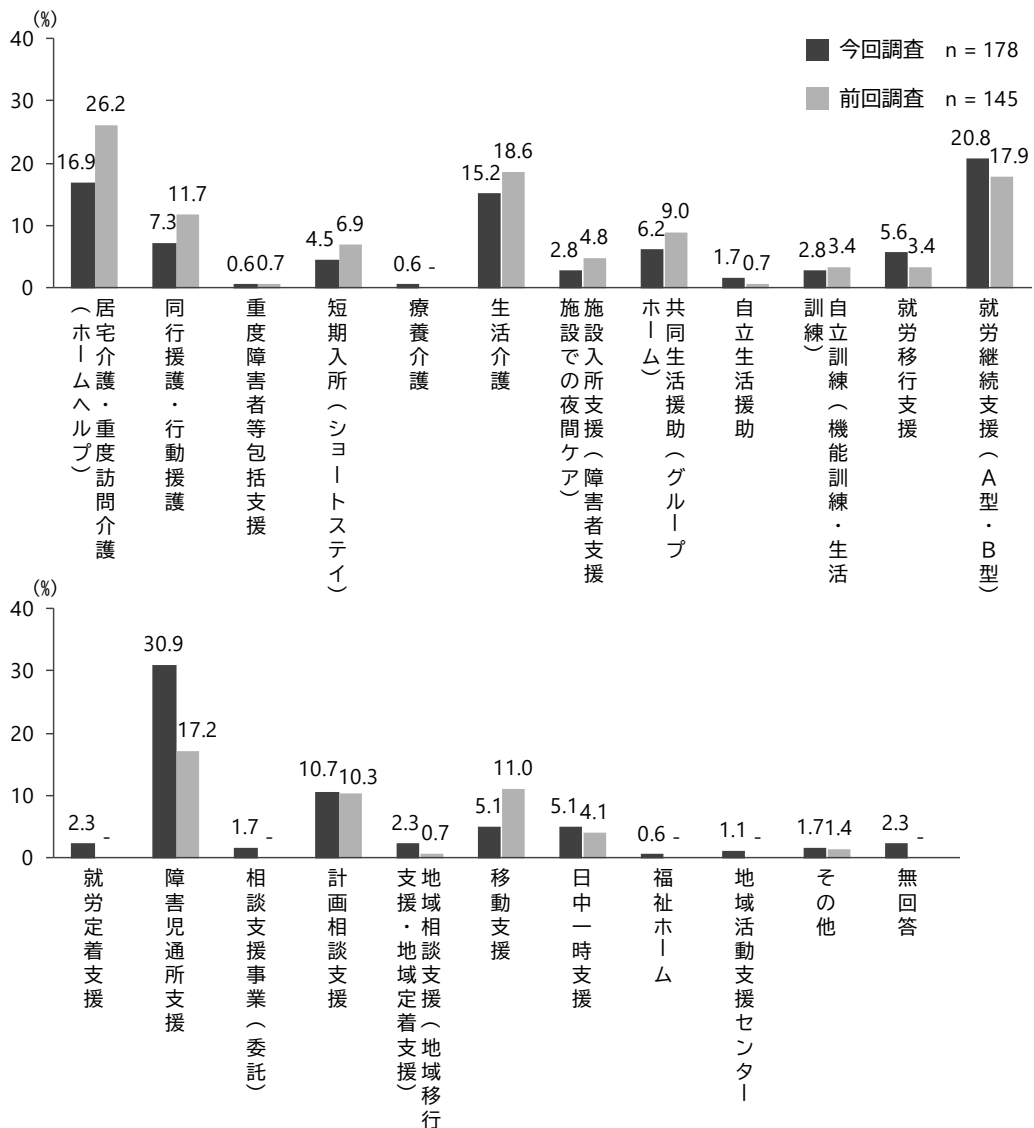 (%)
40
30
20
10
0
今回調査 n = 178
前回調査 n = 145
16.9
26.2
7.3
11.7
0.6
0.7
4.5
6.9
0.6
-
15.2
18.6
2.8
4.8
6.2
9.0
1.7
0.7
2.8
3.4
5.6
3.4
20.8
17.9
居宅介護・重度訪問介護
（ホームヘルプ）
同行援護・行動援護
重度障害者等包括支援
短期入所（ショートステイ）
療養介護
生活介護
施設入所支援（障害者支援
施設での夜間ケア）
共同生活援助（グループ
ホーム）
自立生活援助
自立訓練（機能訓練・生活
訓練）
就労移行支援
就労継続支援（Ａ型・Ｂ型）
(%)
40
30
20
10
0
2.3
-
30.9
17.2
1.7
-
10.7
10.3
2.3
0.7
5.1
11.0
5.1
4.1
0.6
-
1.1
-
1.7
1.4
2.3
-
就労定着支援
障害児通所支援
相談支援事業（委託）
計画相談支援
地域相談支援（地域移行
支援・地域定着支援）
移動支援
日中一時支援
福祉ホーム
地域活動支援センター
その他
無回答